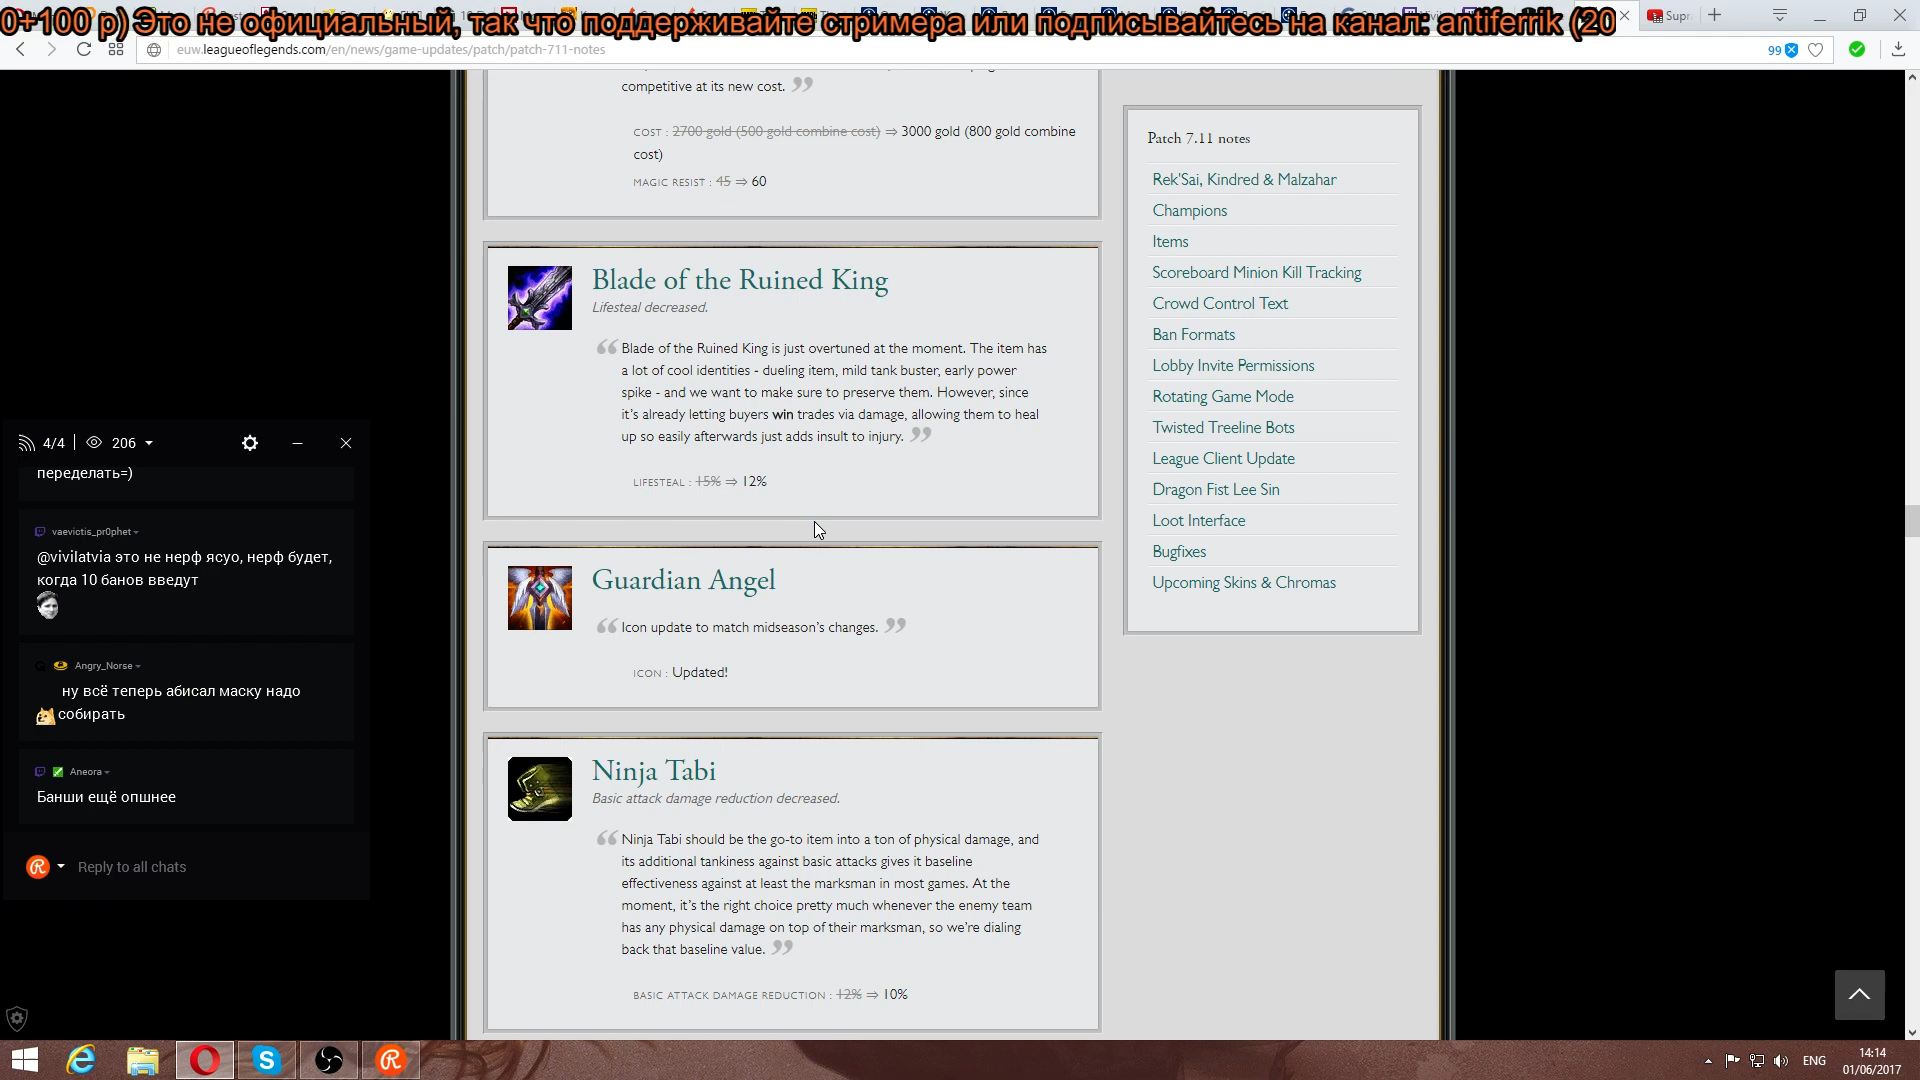 0+100 р) Это не официальный, так что поддерживайте стримера или подписывайтесь на канал: antiferrik (20
Supr
euw.leagueoflegends.com/en/news/game-updates/patch/patch-711-notes
99
competitive at its new cost.
COST : 2700 gold (500 gold combine cost) ⇒ 3000 gold (800 gold combine
cost)
MAGIC RESIST : 45 ⇒ 60
Blade of the Ruined King
Lifesteal decreased.
Blade of the Ruined King is just overtuned at the moment. The item has
a lot of cool identities - dueling item, mild tank buster, early power
spike - and we want to make sure to preserve them. However, since
it's already letting buyers win trades via damage, allowing them to heal
up so easily afterwards just adds insult to injury.
LIFESTEAL : 15% ⇒ 12%
Guardian Angel
Icon update to match midseason's changes.
ICON : Updated!
Ninja Tabi
Basic attack damage reduction decreased.
Ninja Tabi should be the go-to item into a ton of physical damage, and
its additional tankiness against basic attacks gives it baseline
effectiveness against at least the marksman in most games. At the
moment, it's the right choice pretty much whenever the enemy team
has any physical damage on top of their marksman, so we're dialing
back that baseline value.
BASIC ATTACK DAMAGE REDUCTION : 12% ⇒ 10%
Patch 7.11 notes
Rek'Sai, Kindred & Malzahar
Champions
Items
Scoreboard Minion Kill Tracking
Crowd Control Text
Ban Formats
Lobby Invite Permissions
Rotating Game Mode
Twisted Treeline Bots
League Client Update
Dragon Fist Lee Sin
Loot Interface
Bugfixes
Upcoming Skins & Chromas
4/4 206
переделать=)
vaevictis_pr0phet
@vivilatvia это не нерф ясуо, нерф будет,
когда 10 банов введут
Angry_Norse
ну всё теперь абисал маску надо
собирать
Aneora
Банши ещё опшнее
Reply to all chats
ENG
14:14
01/06/2017